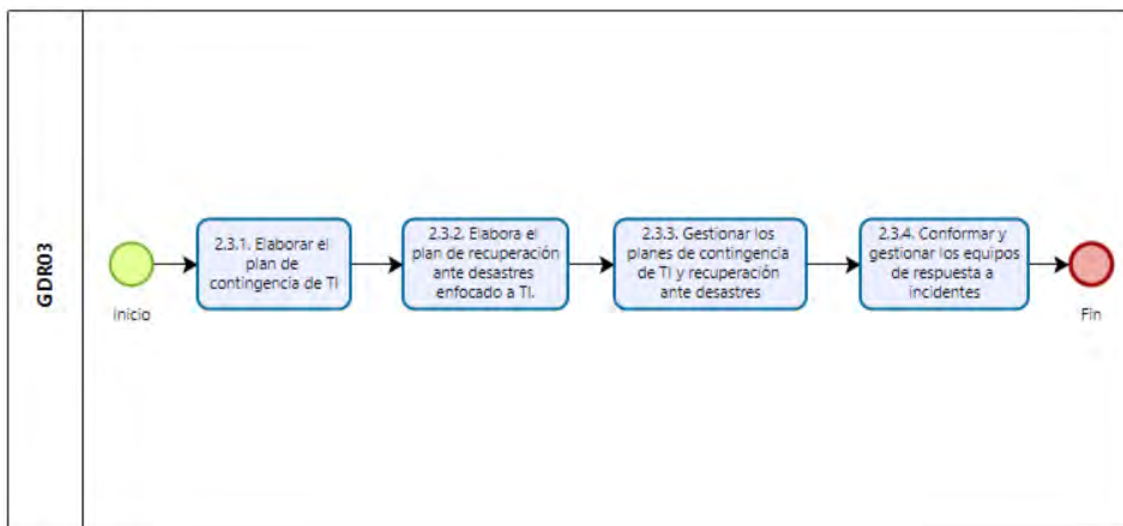 GDR03
Inicio
2.3.1. Elaborar el
plan de
contingencia de TI
2.3.2. Elabora el
plan de recuperación
ante desastres
enfocado a TI.
2.3.3. Gestionar los
planes de contingencia
de TI y recuperación
ante desastres
2.3.4. Conformar y
gestionar los equipos
de respuesta a
incidentes
Fin